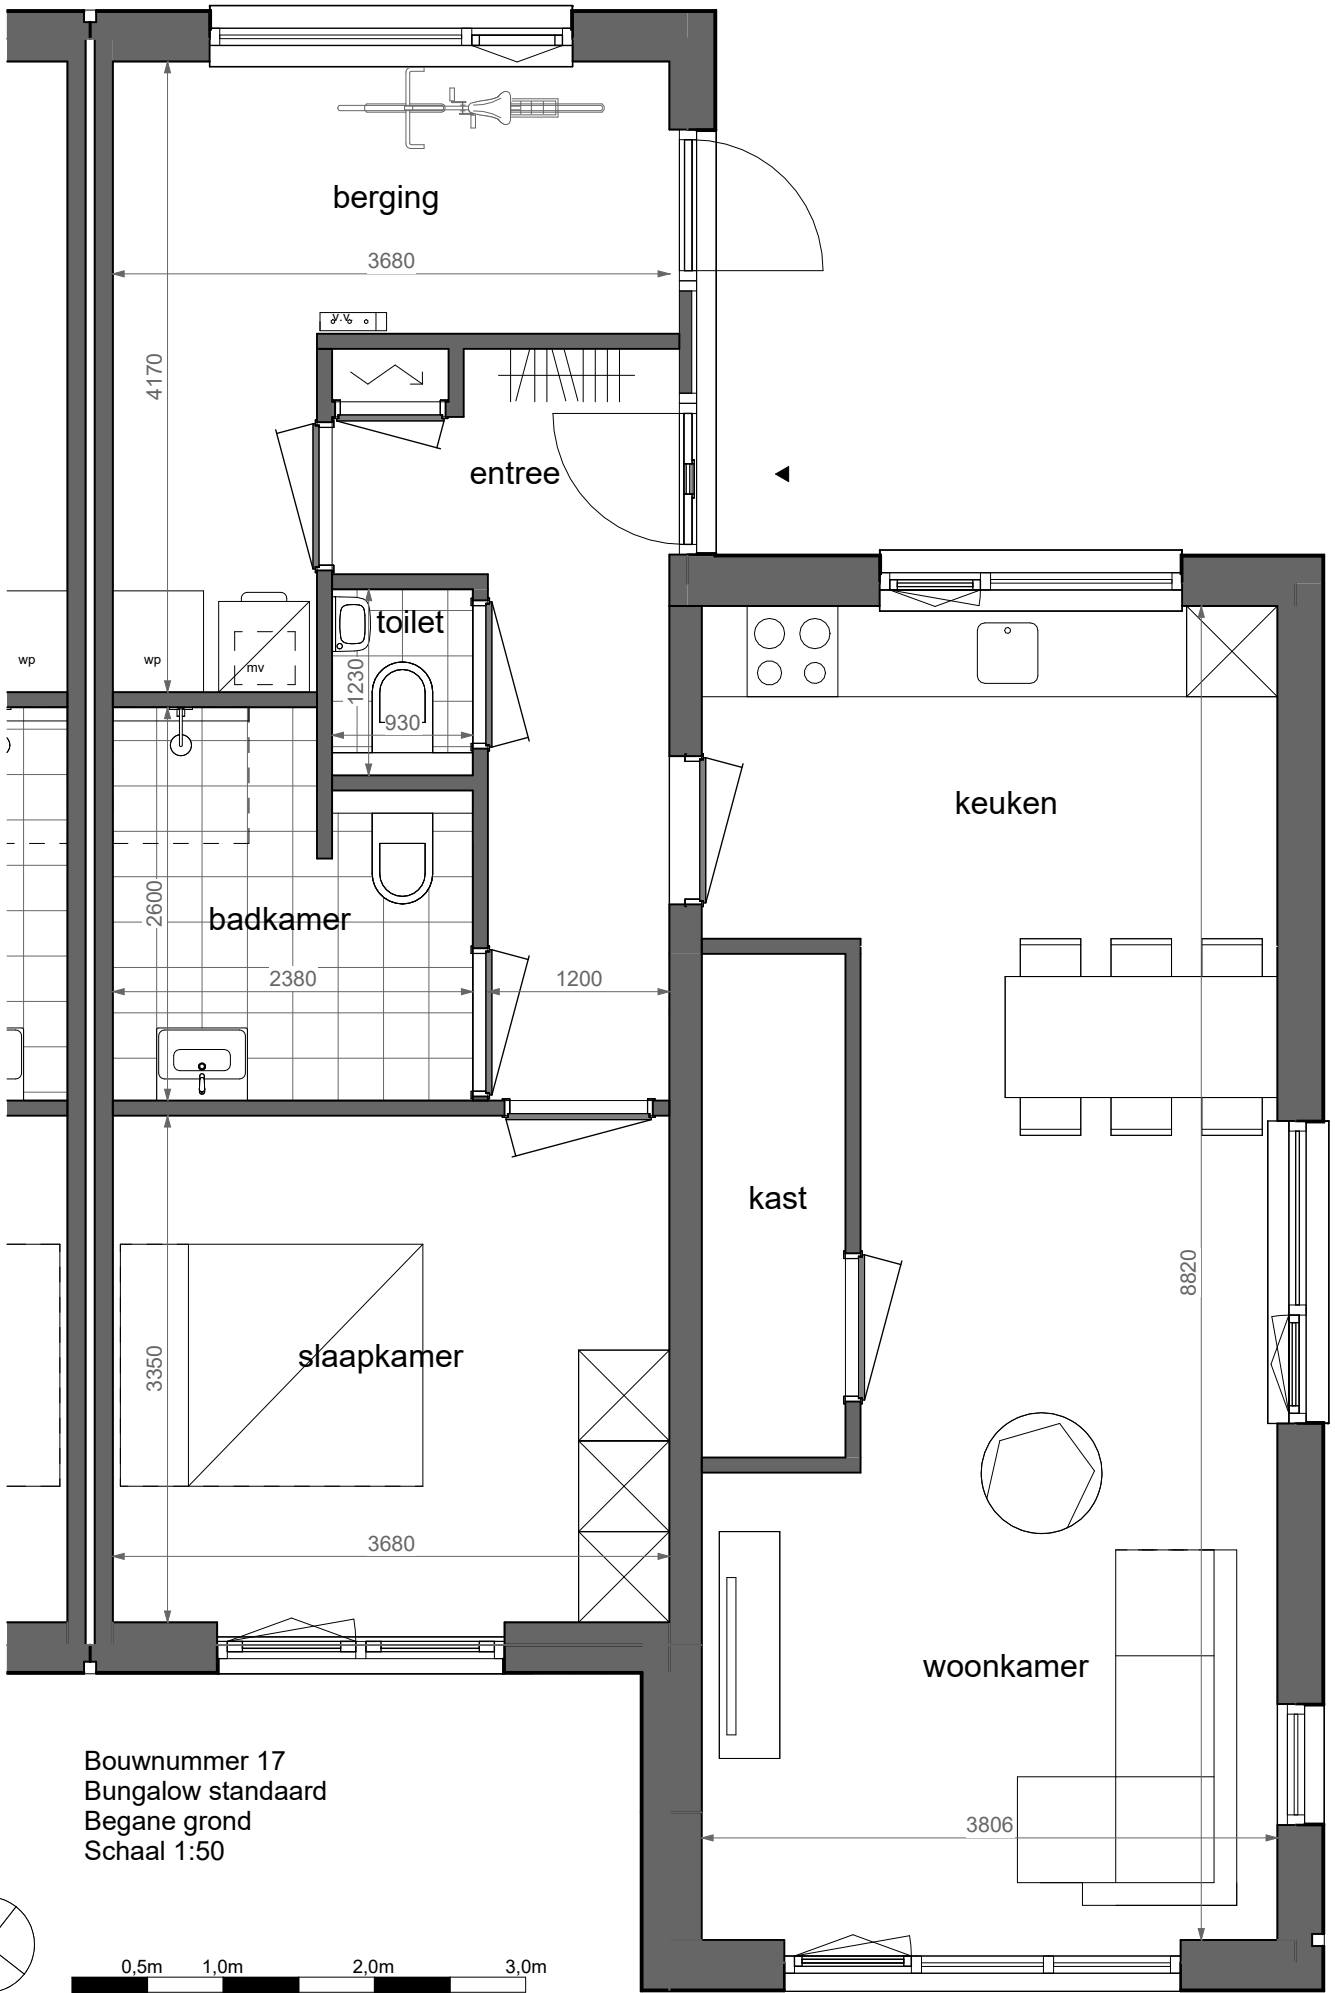 berging
3680
v.v.
4170
entree
toilet
1230
930
wp
wp
mv
keuken
2600
badkamer
2380
1200
kast
8820
slaapkamer
3350
3680
woonkamer
3806
Bouwnummer 17
Bungalow standaard
Begane grond
Schaal 1:50
0,5m 1,0m 2,0m 3,0m